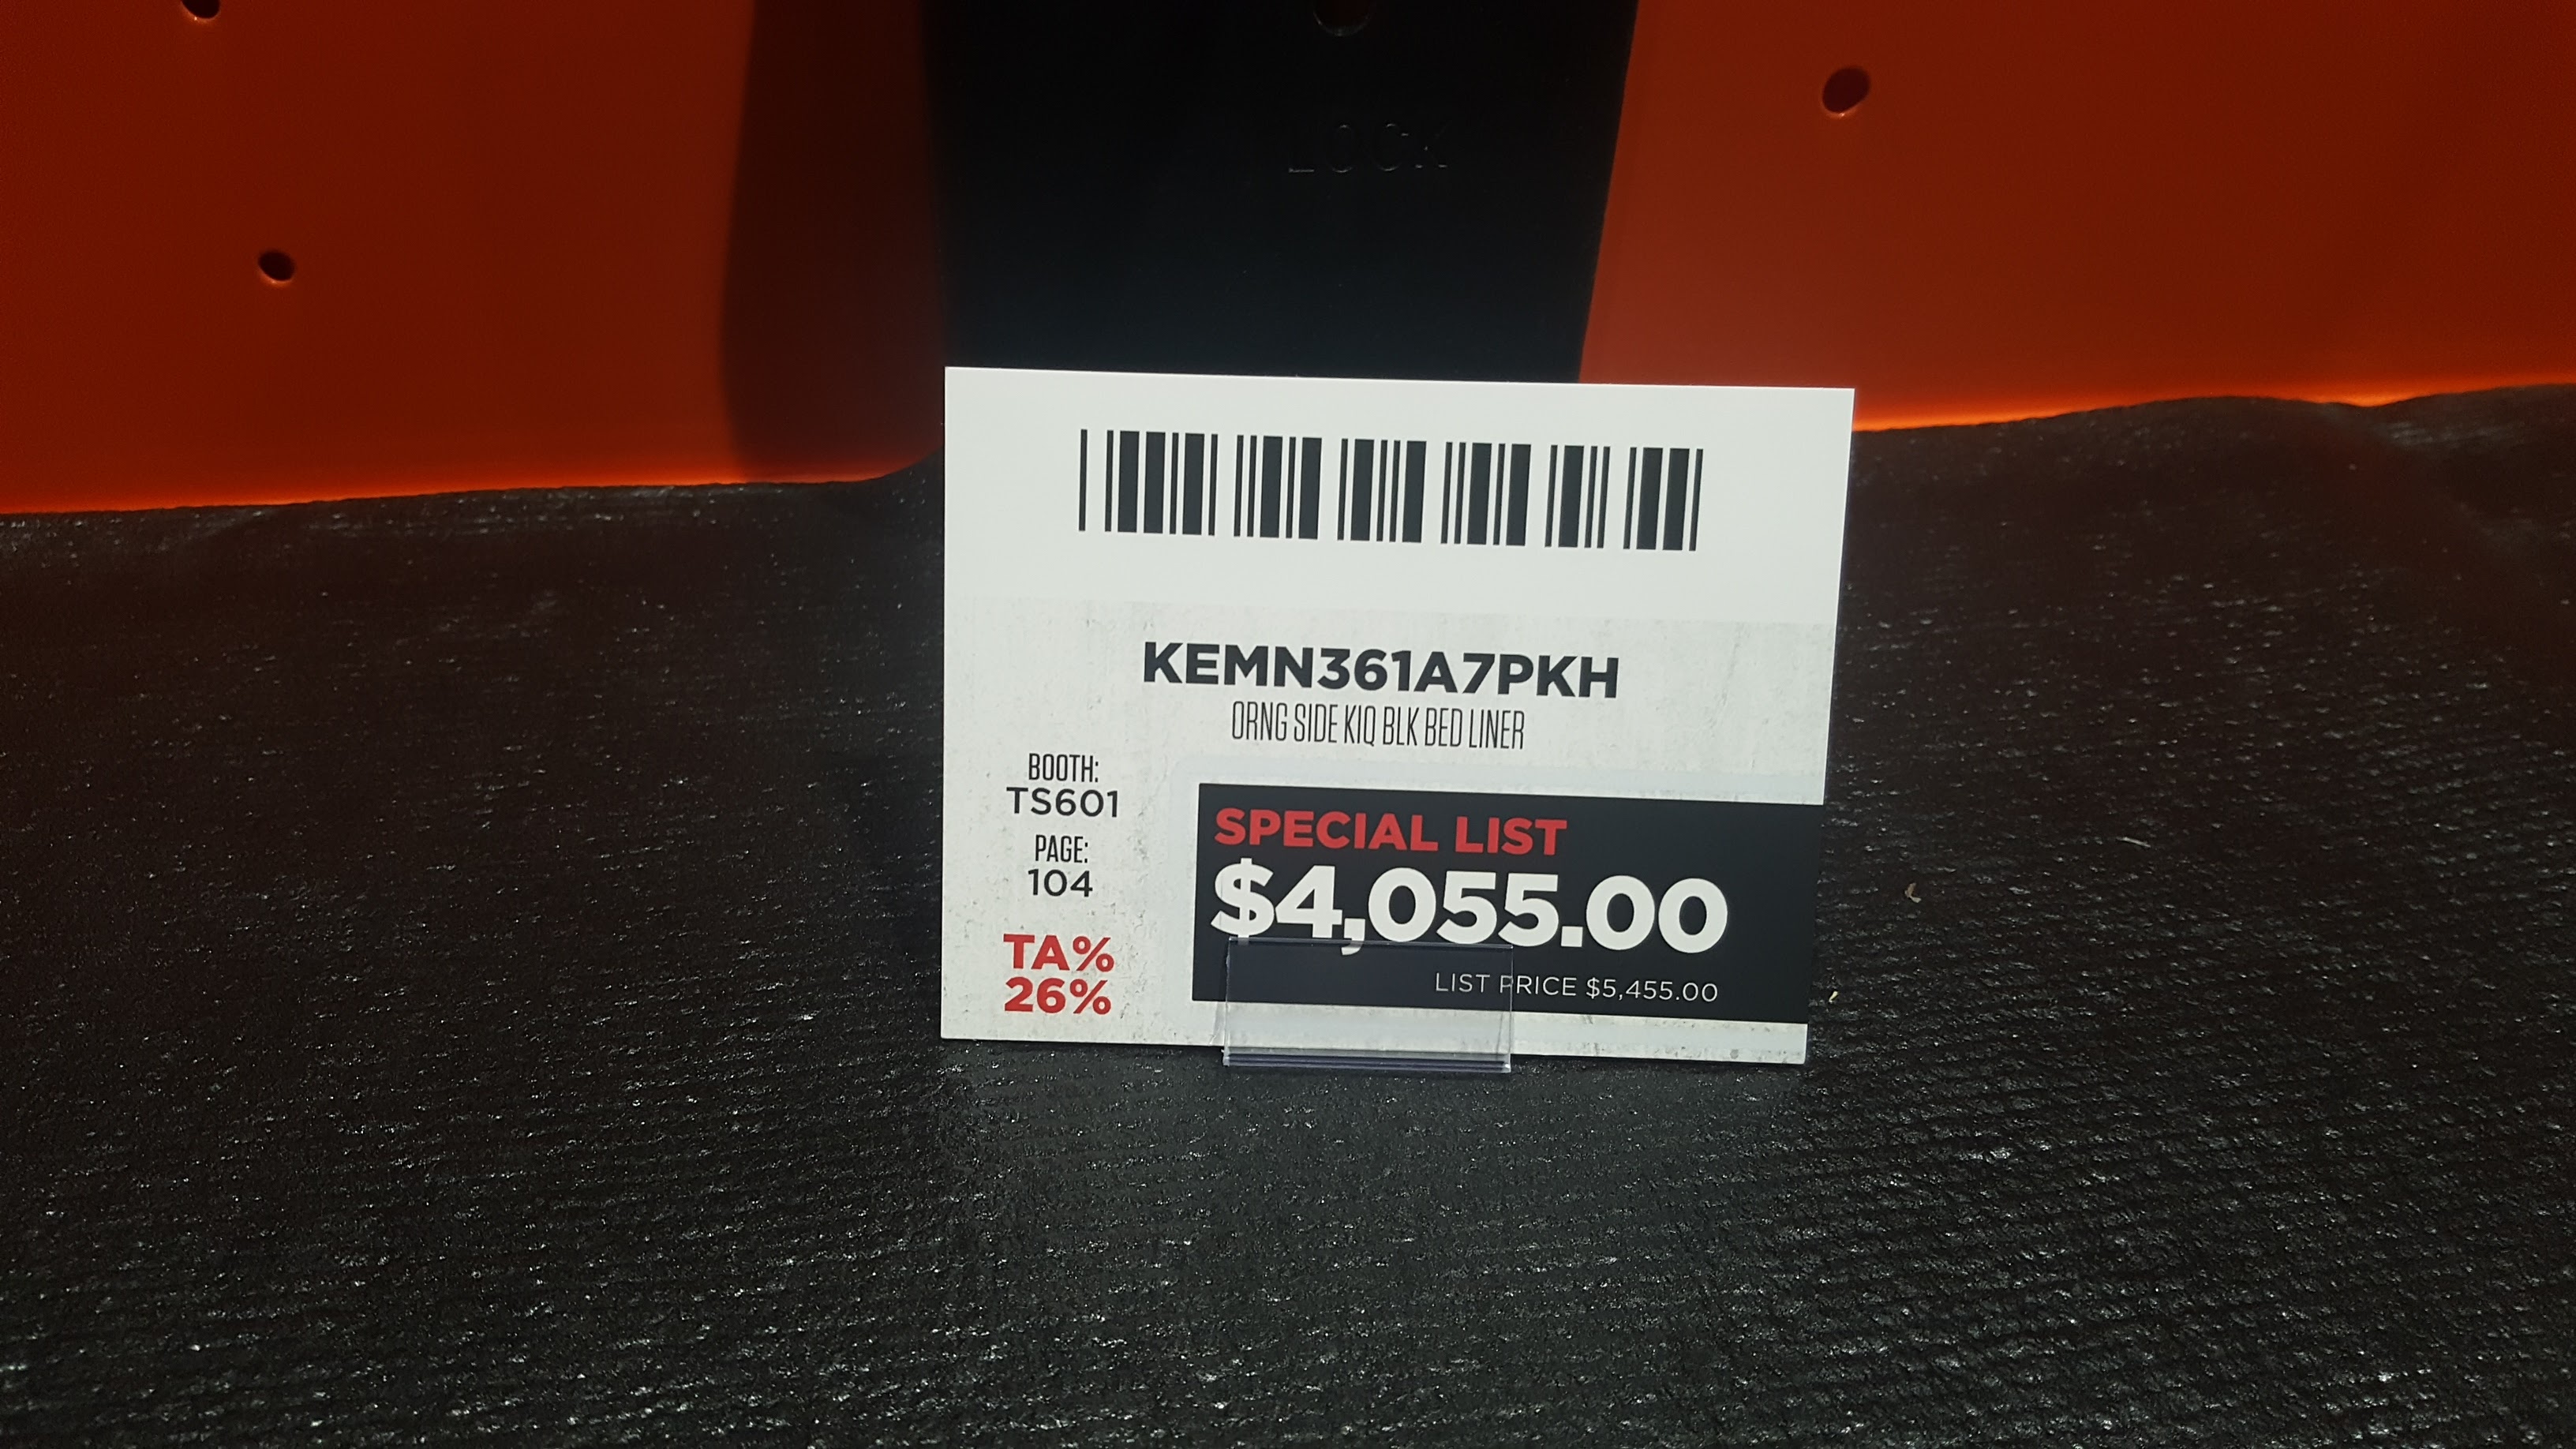 LOCK
KEMN361A7PKH
ORNG SIDE KIQ BLK BED LINER
BOOTH:
TS601
PAGE:
104
TA%
26%
SPECIAL LIST
$4,055.00
LIST PRICE $5,455.00